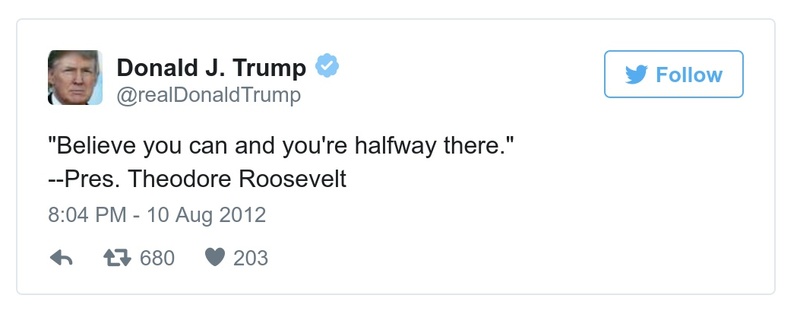 Donald J. Trump
@realDonaldTrump
Follow
"Believe you can and you're halfway there."
--Pres. Theodore Roosevelt
8:04 PM - 10 Aug 2012
680 203